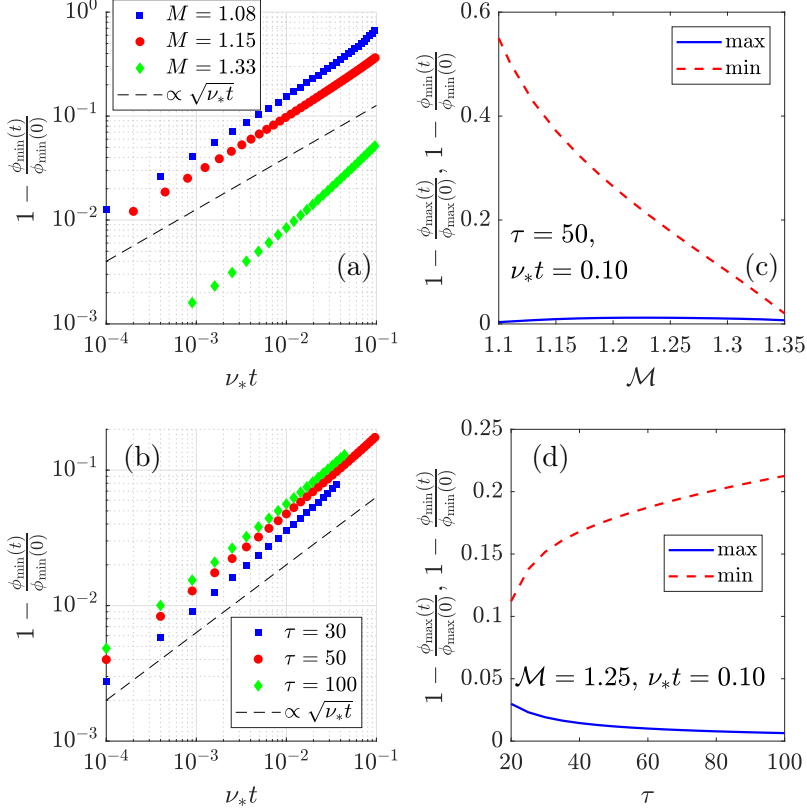 10⁰
10⁻¹
10⁻²
10⁻³
10⁻⁴ 10⁻³ 10⁻² 10⁻¹
1 − ϕmin(t)/ϕmin(0)
ν∗t
M = 1.08
M = 1.15
M = 1.33
∝ √ν∗t
(a)
0.6
0.4
0.2
0
1.1 1.15 1.2 1.25 1.3 1.35
1 − ϕmax(t)/ϕmax(0), 1 − ϕmin(t)/ϕmin(0)
ℳ
max
min
τ = 50,
ν∗t = 0.10
(c)
10⁻¹
10⁻²
10⁻³
10⁻⁴ 10⁻³ 10⁻² 10⁻¹
1 − ϕmin(t)/ϕmin(0)
ν∗t
(b)
τ = 30
τ = 50
τ = 100
∝ √ν∗t
0.25
0.2
0.15
0.1
0.05
0
20 40 60 80 100
1 − ϕmax(t)/ϕmax(0), 1 − ϕmin(t)/ϕmin(0)
τ
(d)
max
min
ℳ = 1.25, ν∗t = 0.10